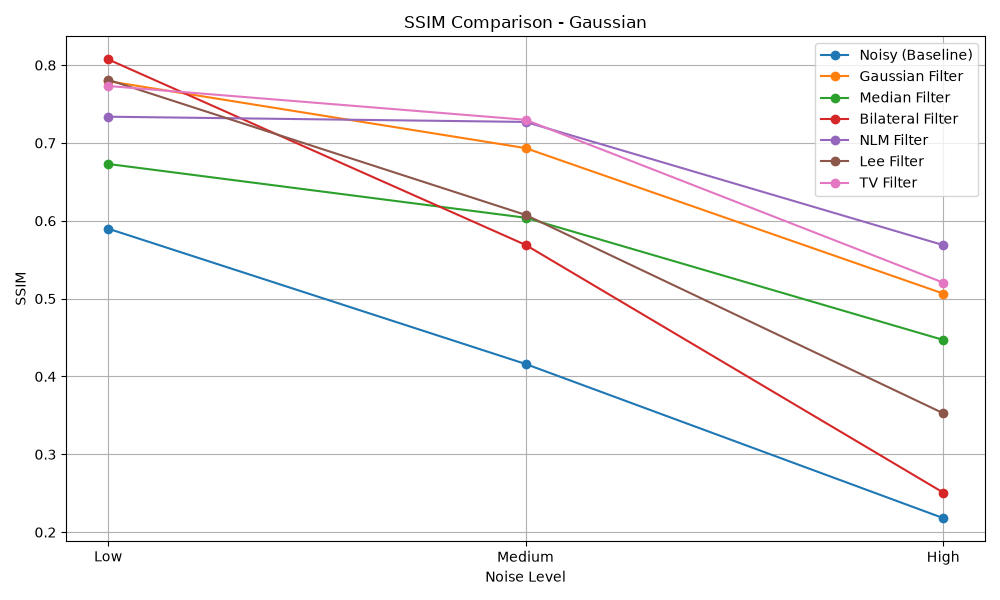 SSIM Comparison - Gaussian
Noisy (Baseline)
Gaussian Filter
Median Filter
Bilateral Filter
NLM Filter
Lee Filter
TV Filter
SSIM
0.8
0.7
0.6
0.5
0.4
0.3
0.2
Low
Medium
High
Noise Level